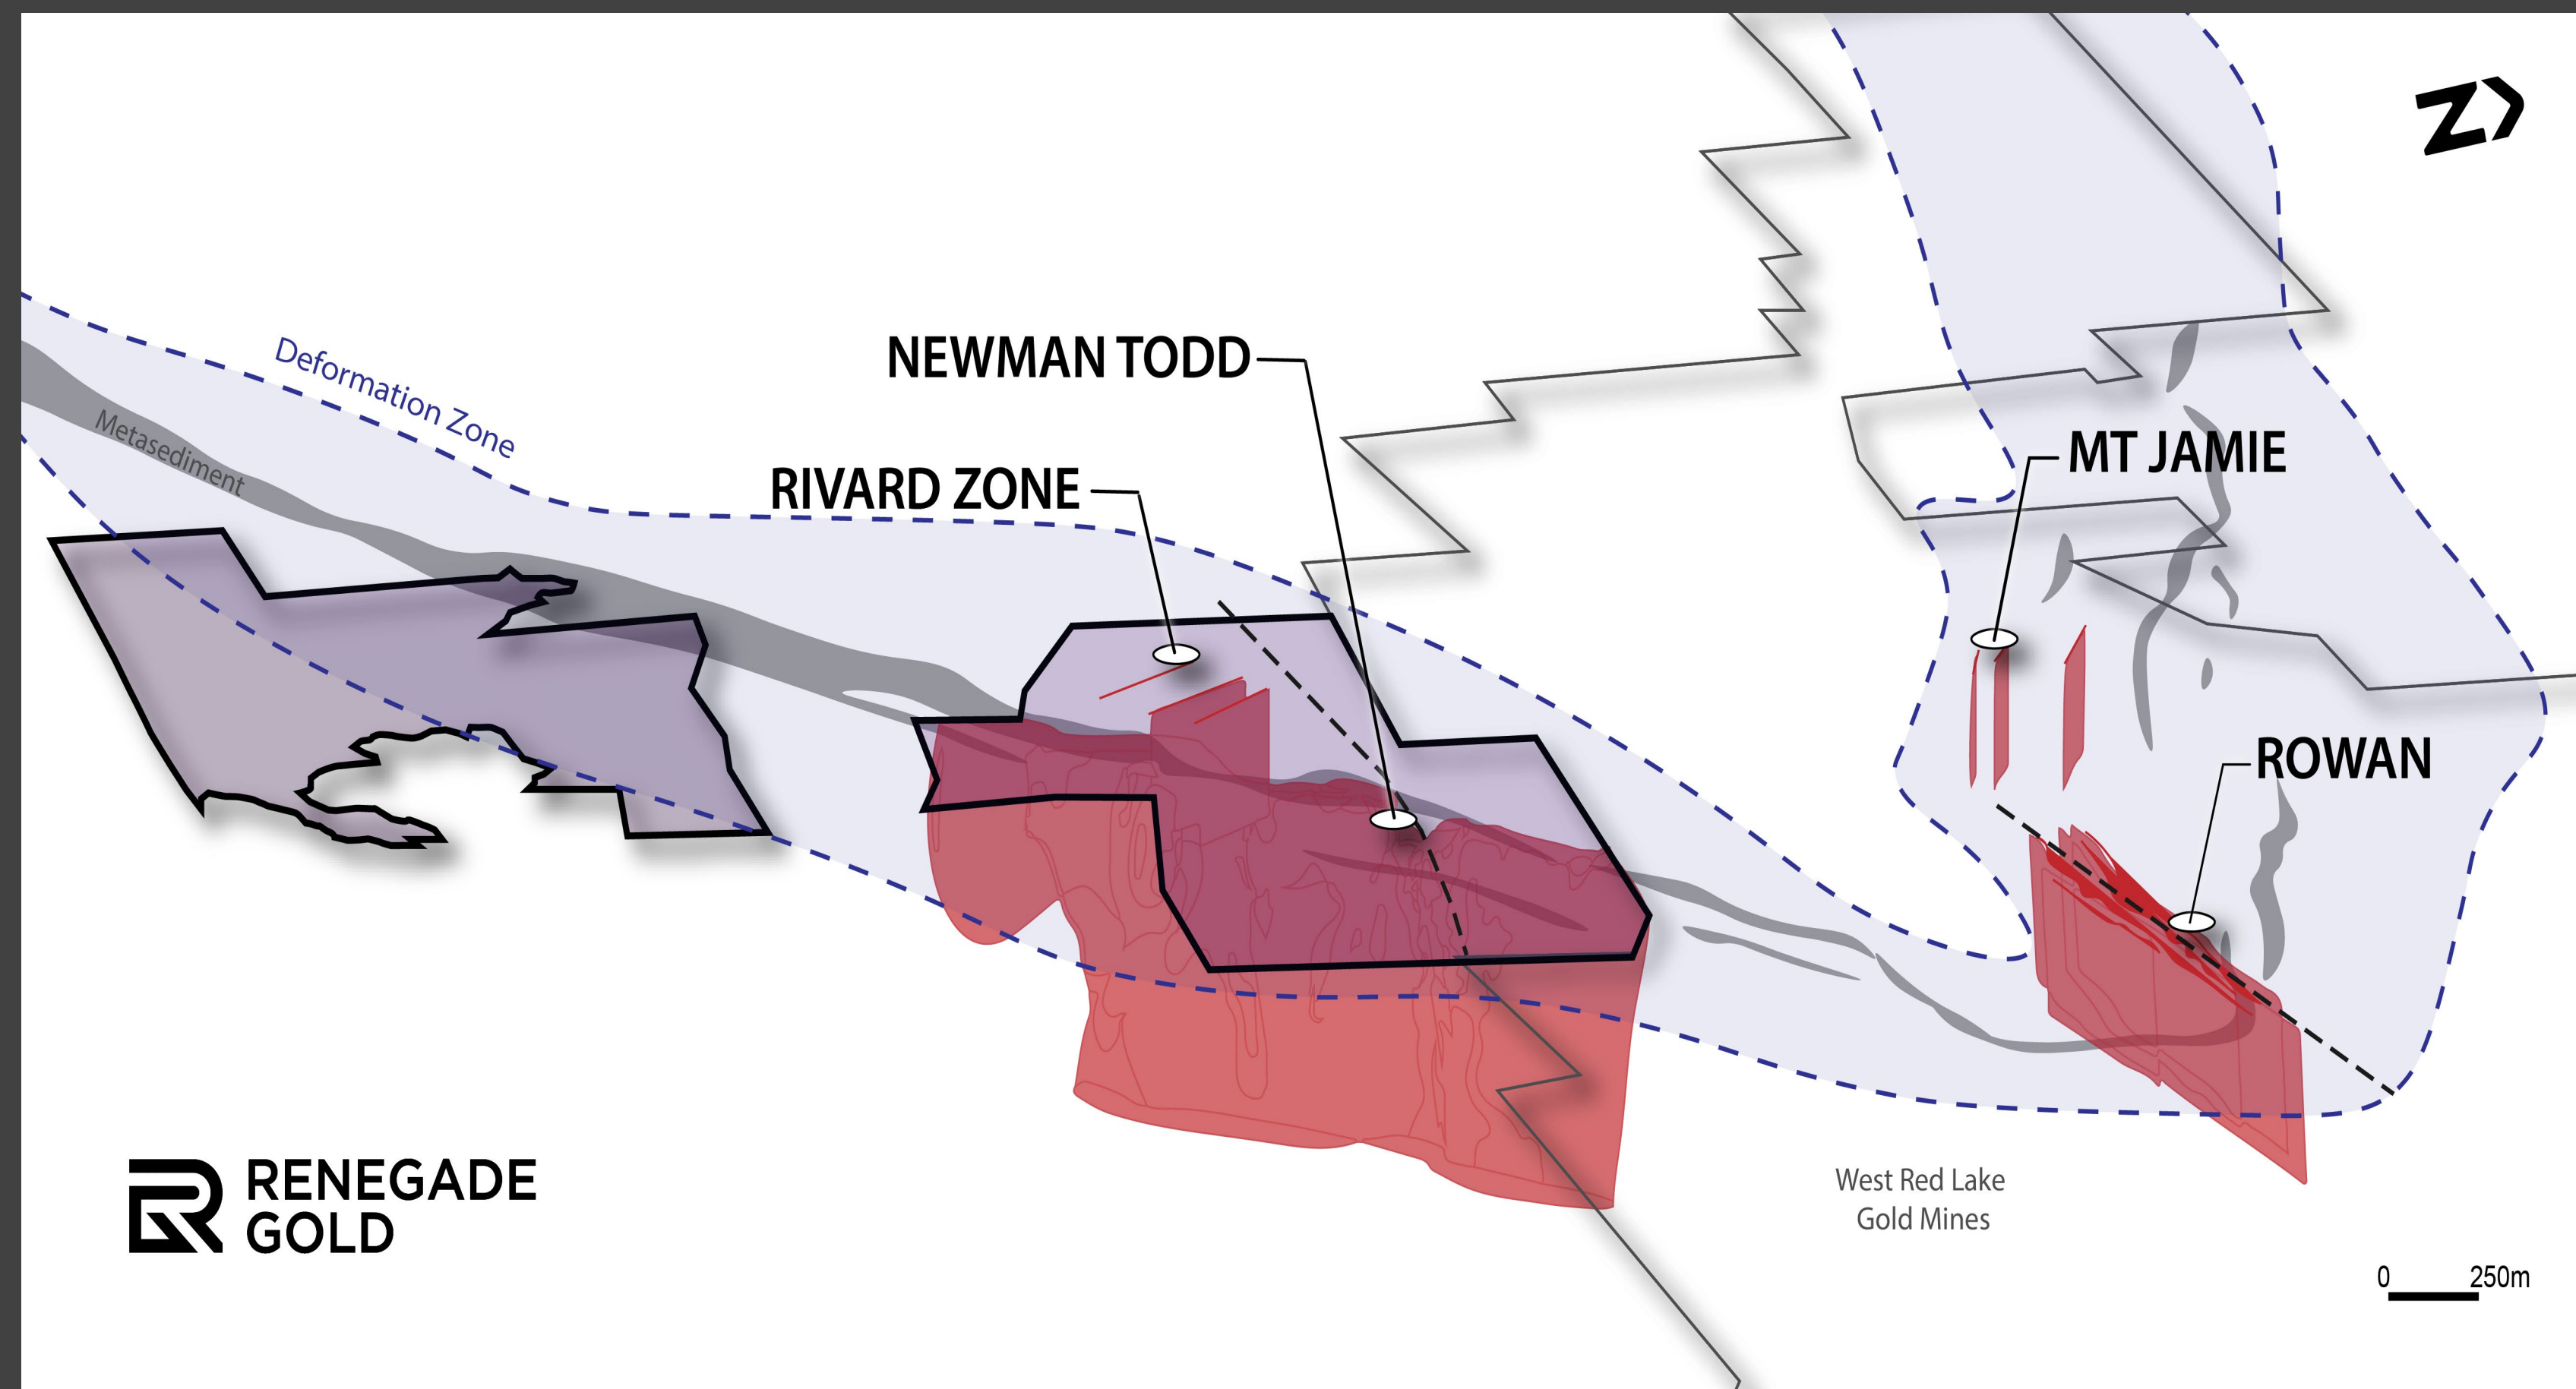 Deformation Zone
Metasediment
NEWMAN TODD
RIVARD ZONE
MT JAMIE
ROWAN
West Red Lake
Gold Mines
RENEGADE
GOLD
0 250m
Z